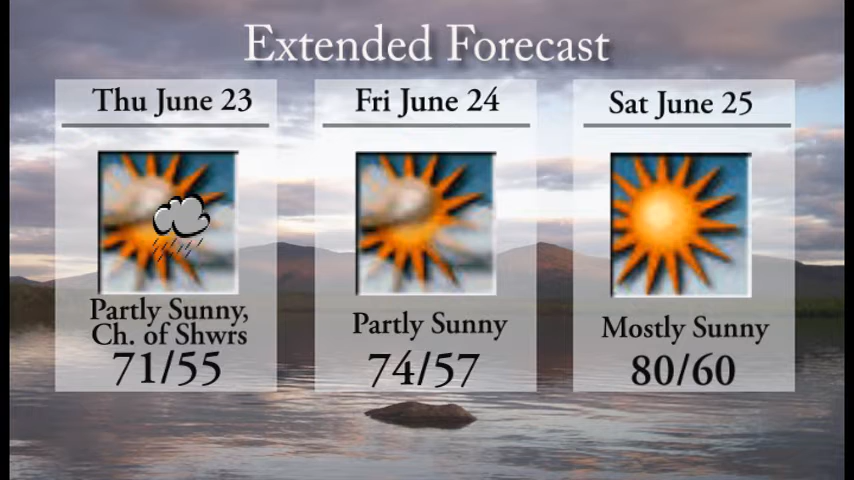 Extended Forecast
Thu June 23
Partly Sunny,
Ch. of Shwrs
71/55
Fri June 24
Partly Sunny
74/57
Sat June 25
Mostly Sunny
80/60